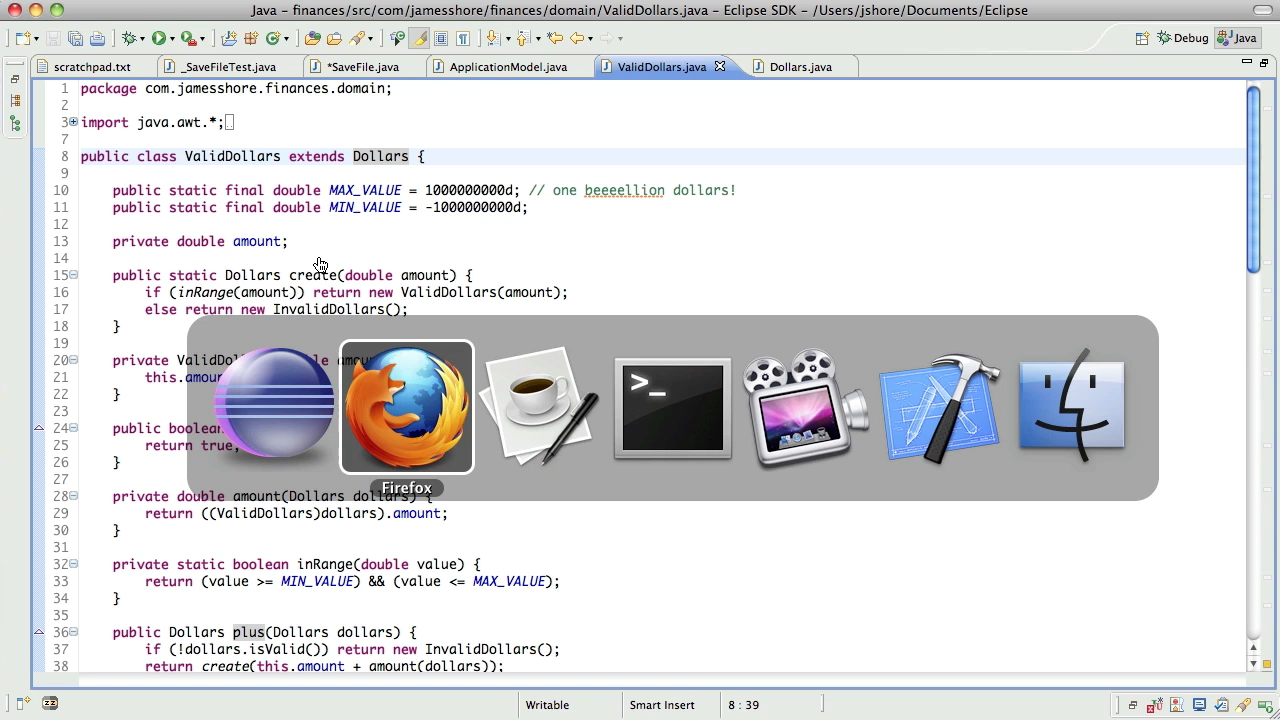 Java - finances/src/com/jamesshore/finances/domain/ValidDollars.java - Eclipse SDK - /Users/jshore/Documents/Eclipse
Debug
Java
scratchpad.txt
_SaveFileTest.java
*SaveFile.java
ApplicationModel.java
ValidDollars.java
Dollars.java
1 package com.jamesshore.finances.domain;
2
3 import java.awt.*;
7
8 public class ValidDollars extends Dollars {
9
10 public static final double MAX_VALUE = 1000000000d; // one beeeellion dollars!
11 public static final double MIN_VALUE = -1000000000d;
12
13 private double amount;
14
15 public static Dollars create(double amount) {
16 if (inRange(amount)) return new ValidDollars(amount);
17 else return new InvalidDollars();
18 }
19
20 private ValidDol
21 this.amou
22 }
23
24 public boolean
25 return true;
26 }
27
Firefox
28 private double amount(Dollars dollars) {
29 return ((ValidDollars)dollars).amount;
30 }
31
32 private static boolean inRange(double value) {
33 return (value >= MIN_VALUE) && (value <= MAX_VALUE);
34 }
35
36 public Dollars plus(Dollars dollars) {
37 if (!dollars.isValid()) return new InvalidDollars();
38 return create(this.amount + amount(dollars));
Writable
Smart Insert
8 : 39